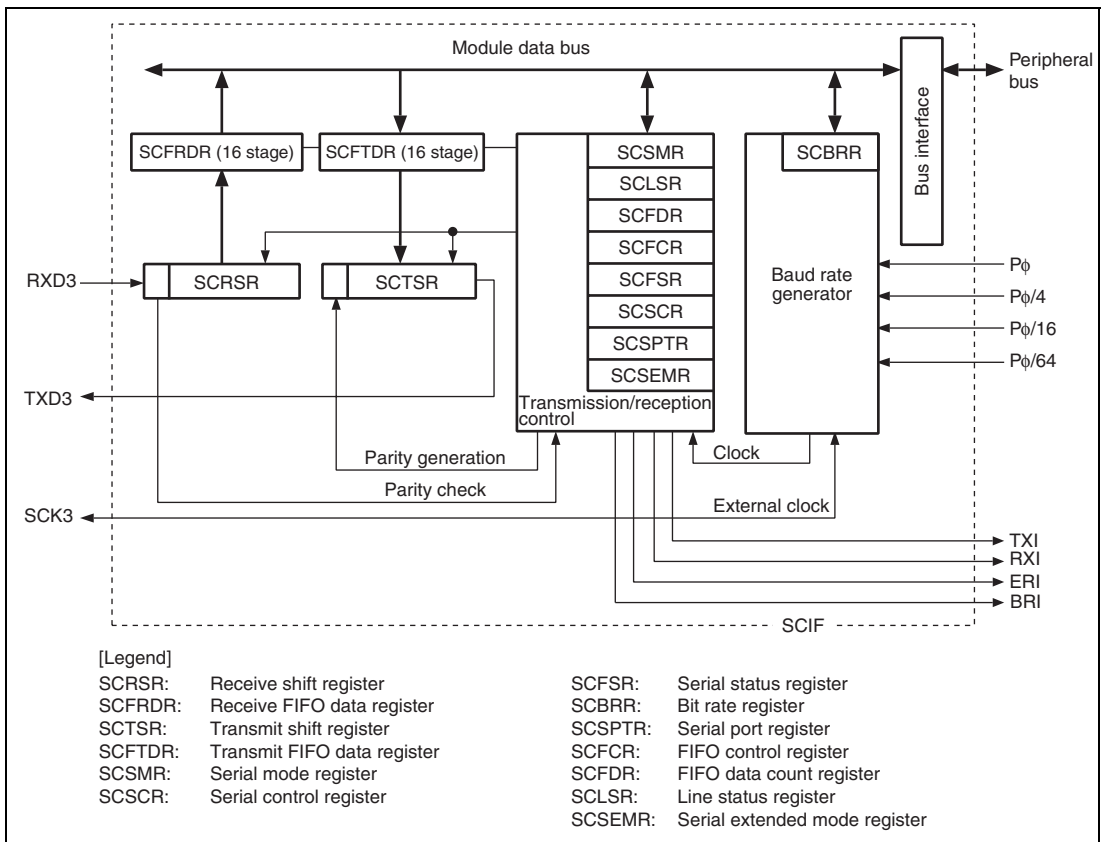 Module data bus
Peripheral
bus
Bus interface
SCFRDR (16 stage)
SCFTDR (16 stage)
SCSMR
SCLSR
SCFDR
SCFCR
SCFSR
SCSCR
SCSPTR
SCSEMR
Transmission/reception
control
SCBRR
Baud rate
generator
Pϕ
Pϕ/4
Pϕ/16
Pϕ/64
RXD3
SCRSR
SCTSR
TXD3
Parity generation
Parity check
Clock
External clock
SCK3
TXI
RXI
ERI
BRI
SCIF
[Legend]
SCRSR: Receive shift register
SCFRDR: Receive FIFO data register
SCTSR: Transmit shift register
SCFTDR: Transmit FIFO data register
SCSMR: Serial mode register
SCSCR: Serial control register
SCFSR: Serial status register
SCBRR: Bit rate register
SCSPTR: Serial port register
SCFCR: FIFO control register
SCFDR: FIFO data count register
SCLSR: Line status register
SCSEMR: Serial extended mode register